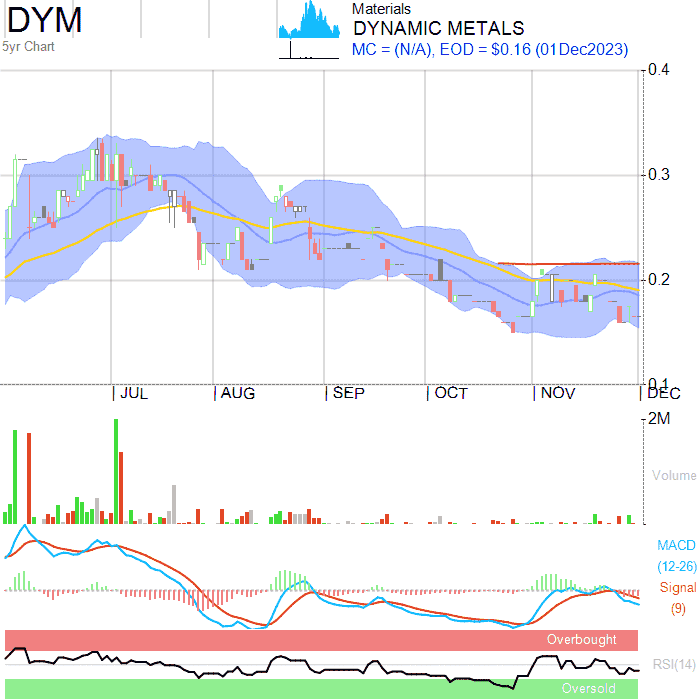 DYM
5yr Chart
Materials
DYNAMIC METALS
MC = (N/A), EOD = $0.16 (01Dec2023)
0.4
0.3
0.2
0.1
JUL AUG SEP OCT NOV DEC
2M
Volume
MACD
(12-26)
Signal
(9)
Overbought
RSI(14)
Oversold